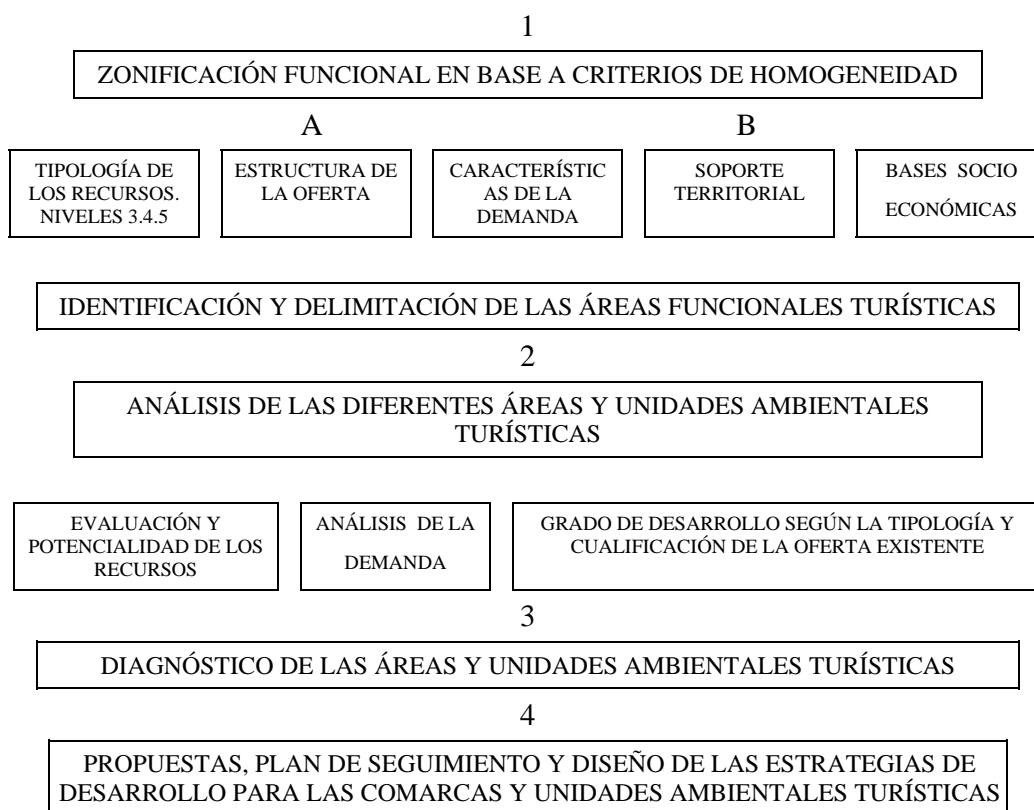 1
ZONIFICACIÓN FUNCIONAL EN BASE A CRITERIOS DE HOMOGENEIDAD
A
B
TIPOLOGÍA DE
LOS RECURSOS.
NIVELES 3.4.5
ESTRUCTURA DE
LA OFERTA
CARACTERÍSTIC
AS DE LA
DEMANDA
SOPORTE
TERRITORIAL
BASES SOCIO
ECONÓMICAS
IDENTIFICACIÓN Y DELIMITACIÓN DE LAS ÁREAS FUNCIONALES TURÍSTICAS
2
ANÁLISIS DE LAS DIFERENTES ÁREAS Y UNIDADES AMBIENTALES
TURÍSTICAS
EVALUACIÓN Y
POTENCIALIDAD DE LOS
RECURSOS
ANÁLISIS DE LA
DEMANDA
GRADO DE DESARROLLO SEGÚN LA TIPOLOGÍA Y
CUALIFICACIÓN DE LA OFERTA EXISTENTE
3
DIAGNÓSTICO DE LAS ÁREAS Y UNIDADES AMBIENTALES TURÍSTICAS
4
PROPUESTAS, PLAN DE SEGUIMIENTO Y DISEÑO DE LAS ESTRATEGIAS DE
DESARROLLO PARA LAS COMARCAS Y UNIDADES AMBIENTALES TURÍSTICAS